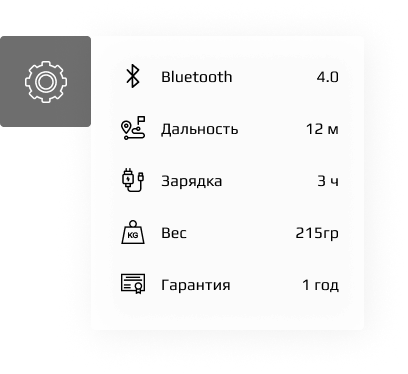 Bluetooth 4.0
Дальность 12 м
Зарядка 3 ч
KG
Вес 215гр
Гарантия 1 год